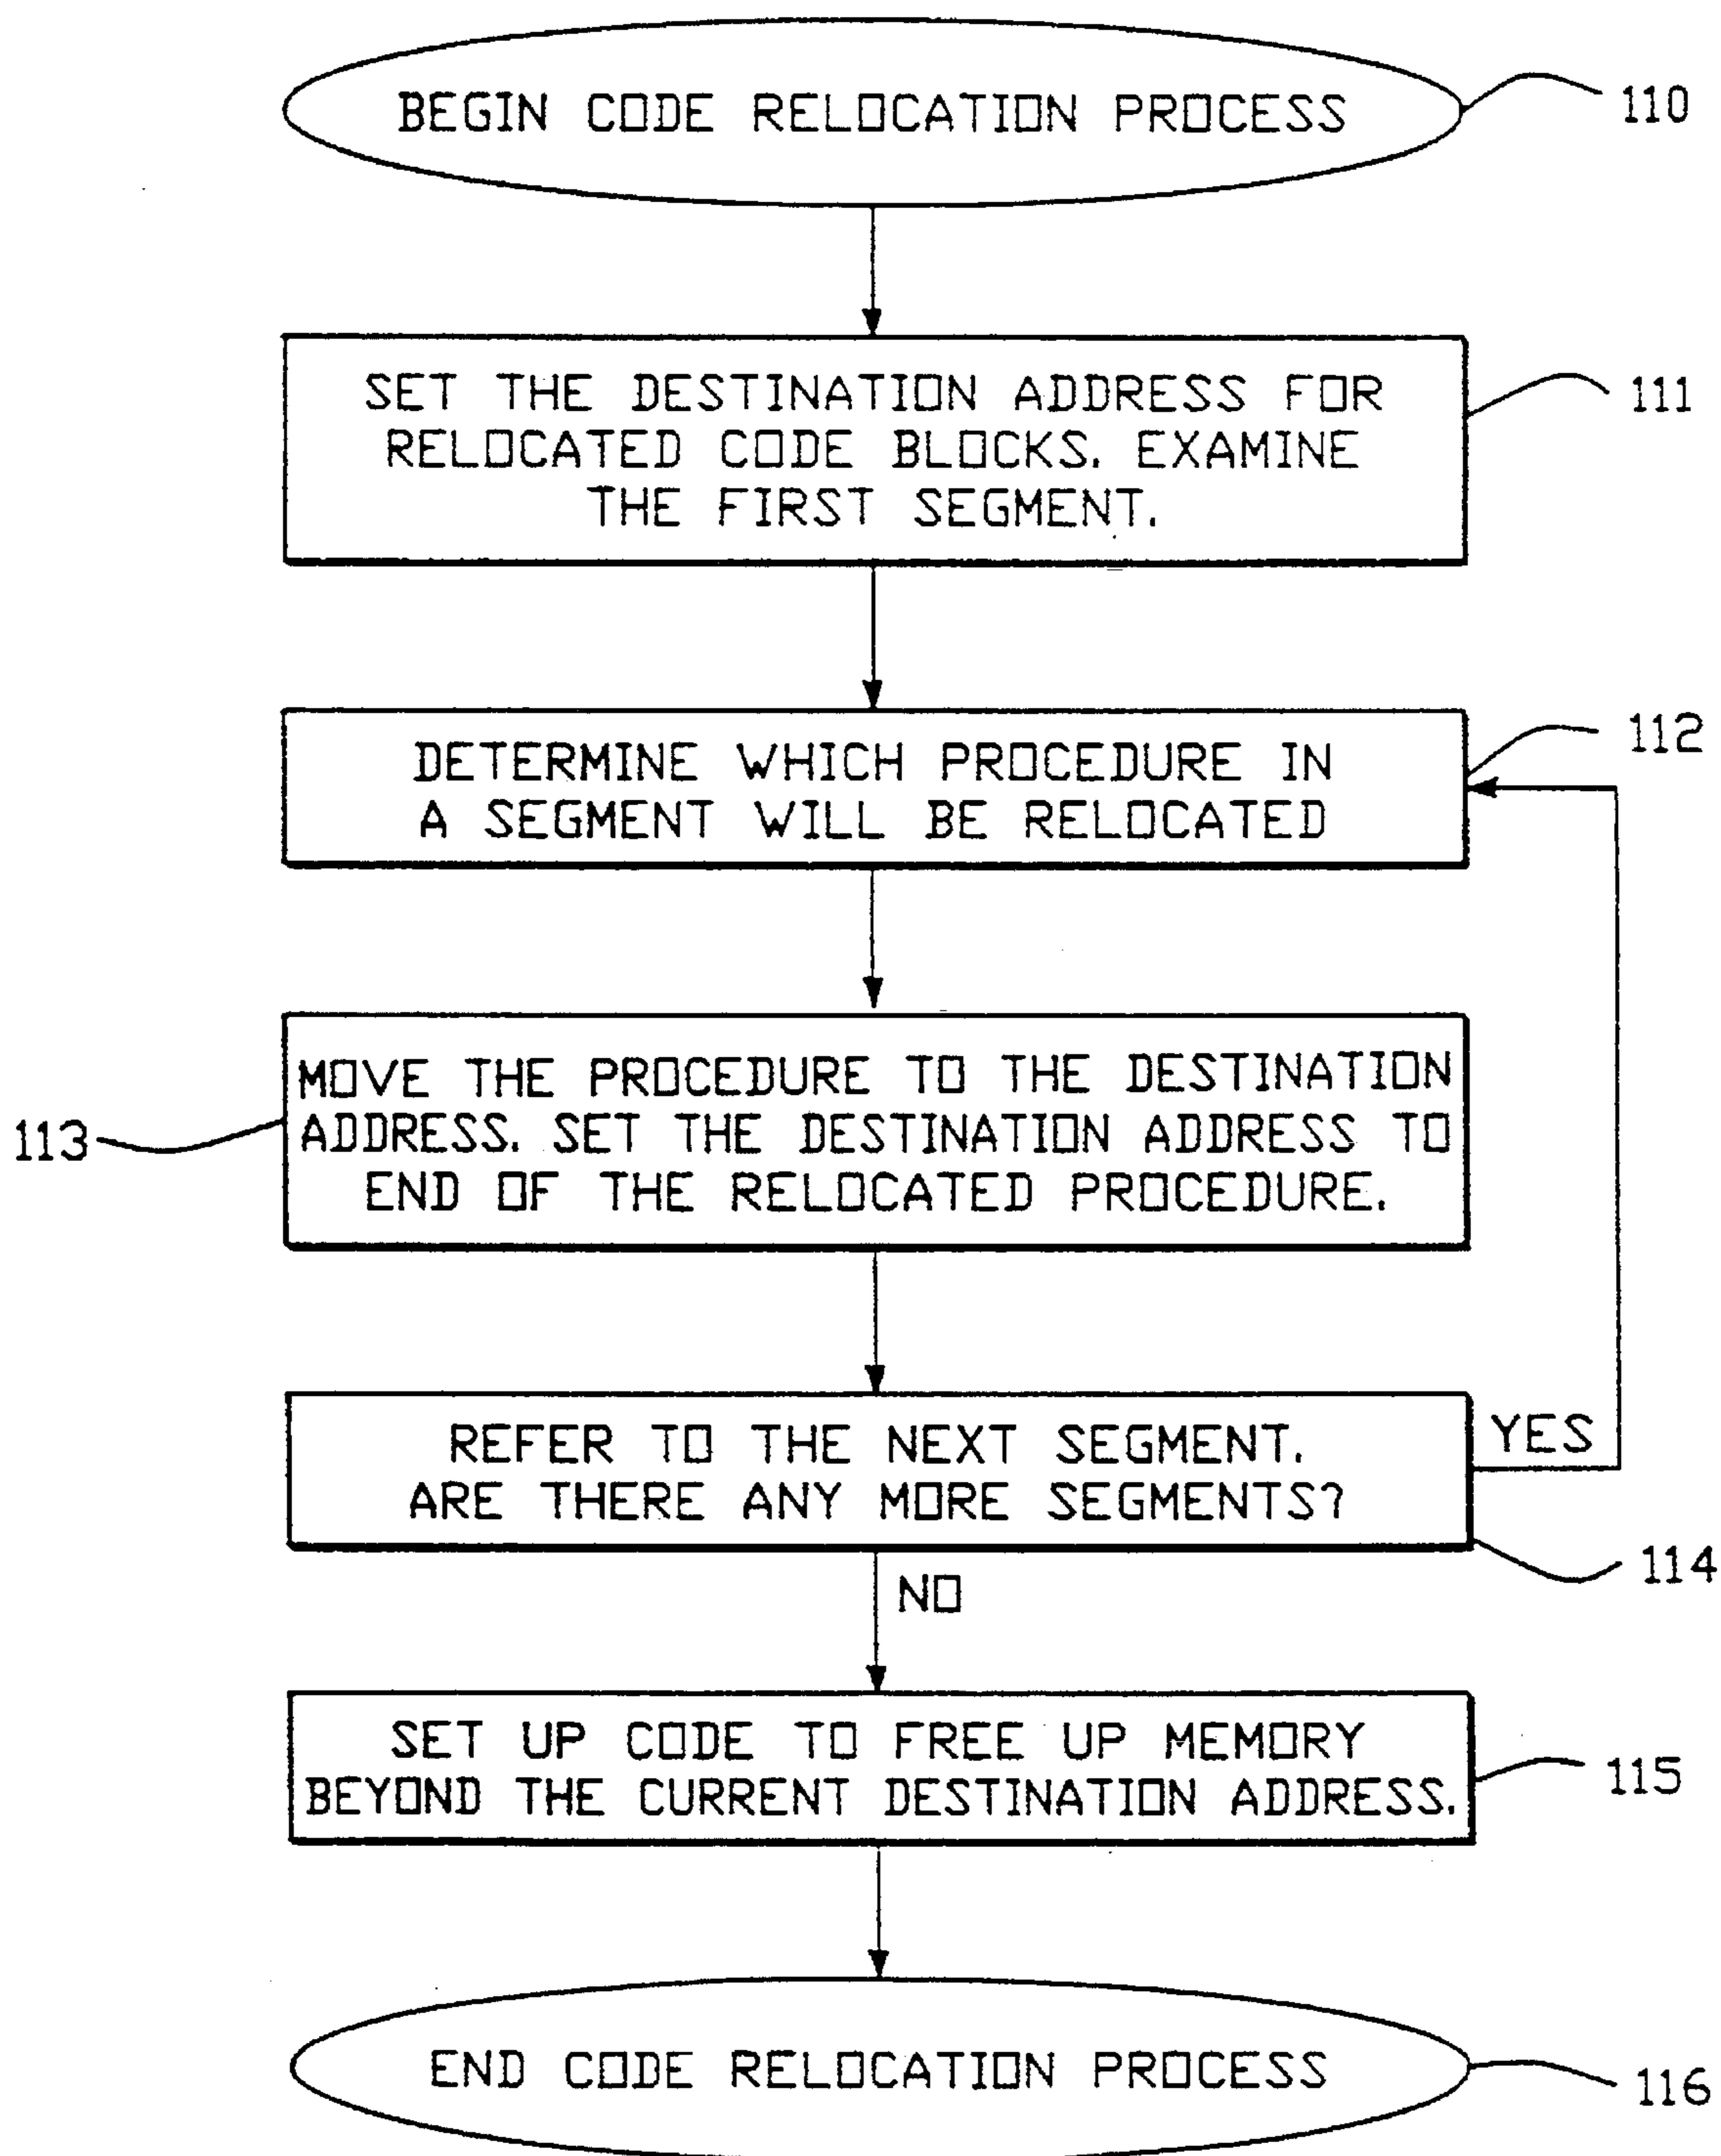 BEGIN CODE RELOCATION PROCESS
110
SET THE DESTINATION ADDRESS FOR
RELOCATED CODE BLOCKS. EXAMINE
THE FIRST SEGMENT.
111
DETERMINE WHICH PROCEDURE IN
A SEGMENT WILL BE RELOCATED
112
MOVE THE PROCEDURE TO THE DESTINATION
ADDRESS. SET THE DESTINATION ADDRESS TO
END OF THE RELOCATED PROCEDURE.
113
REFER TO THE NEXT SEGMENT.
ARE THERE ANY MORE SEGMENTS?
YES
114
NO
SET UP CODE TO FREE UP MEMORY
BEYOND THE CURRENT DESTINATION ADDRESS.
115
END CODE RELOCATION PROCESS
116